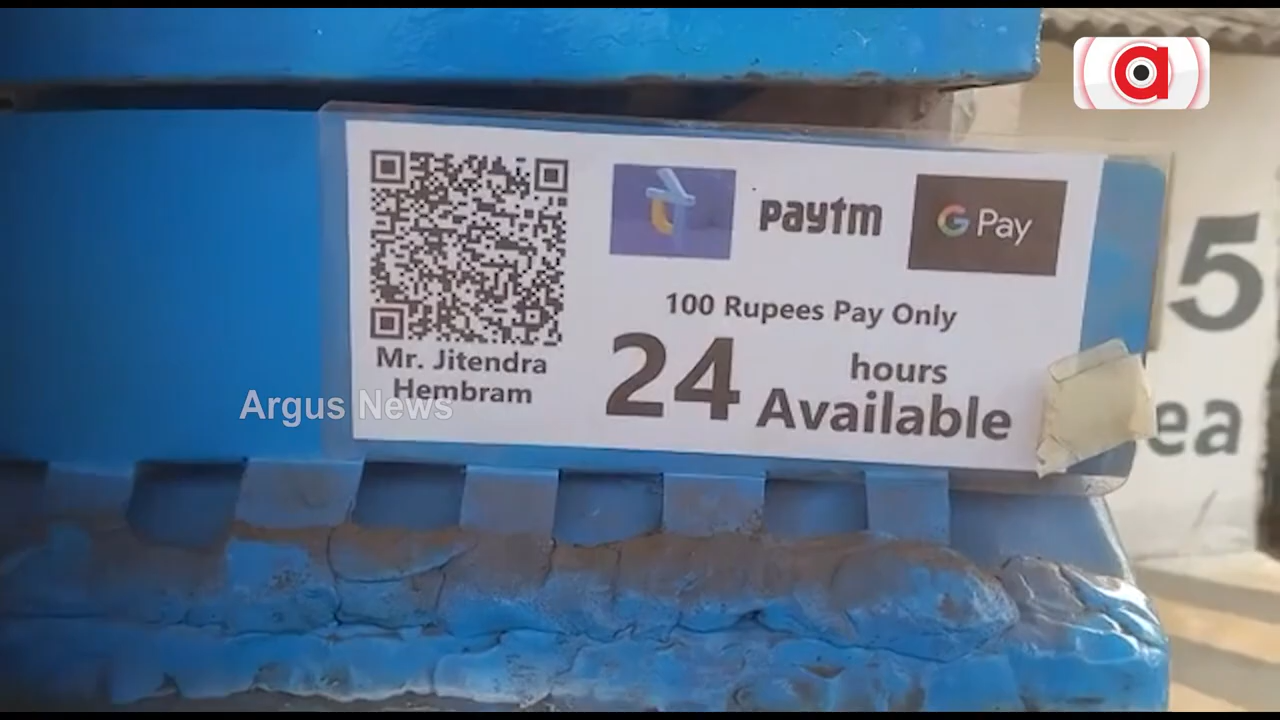 a
paytm
G Pay
100 Rupees Pay Only
24 hours
Available
Mr. Jitendra
Hembram
Argus News
5
ea